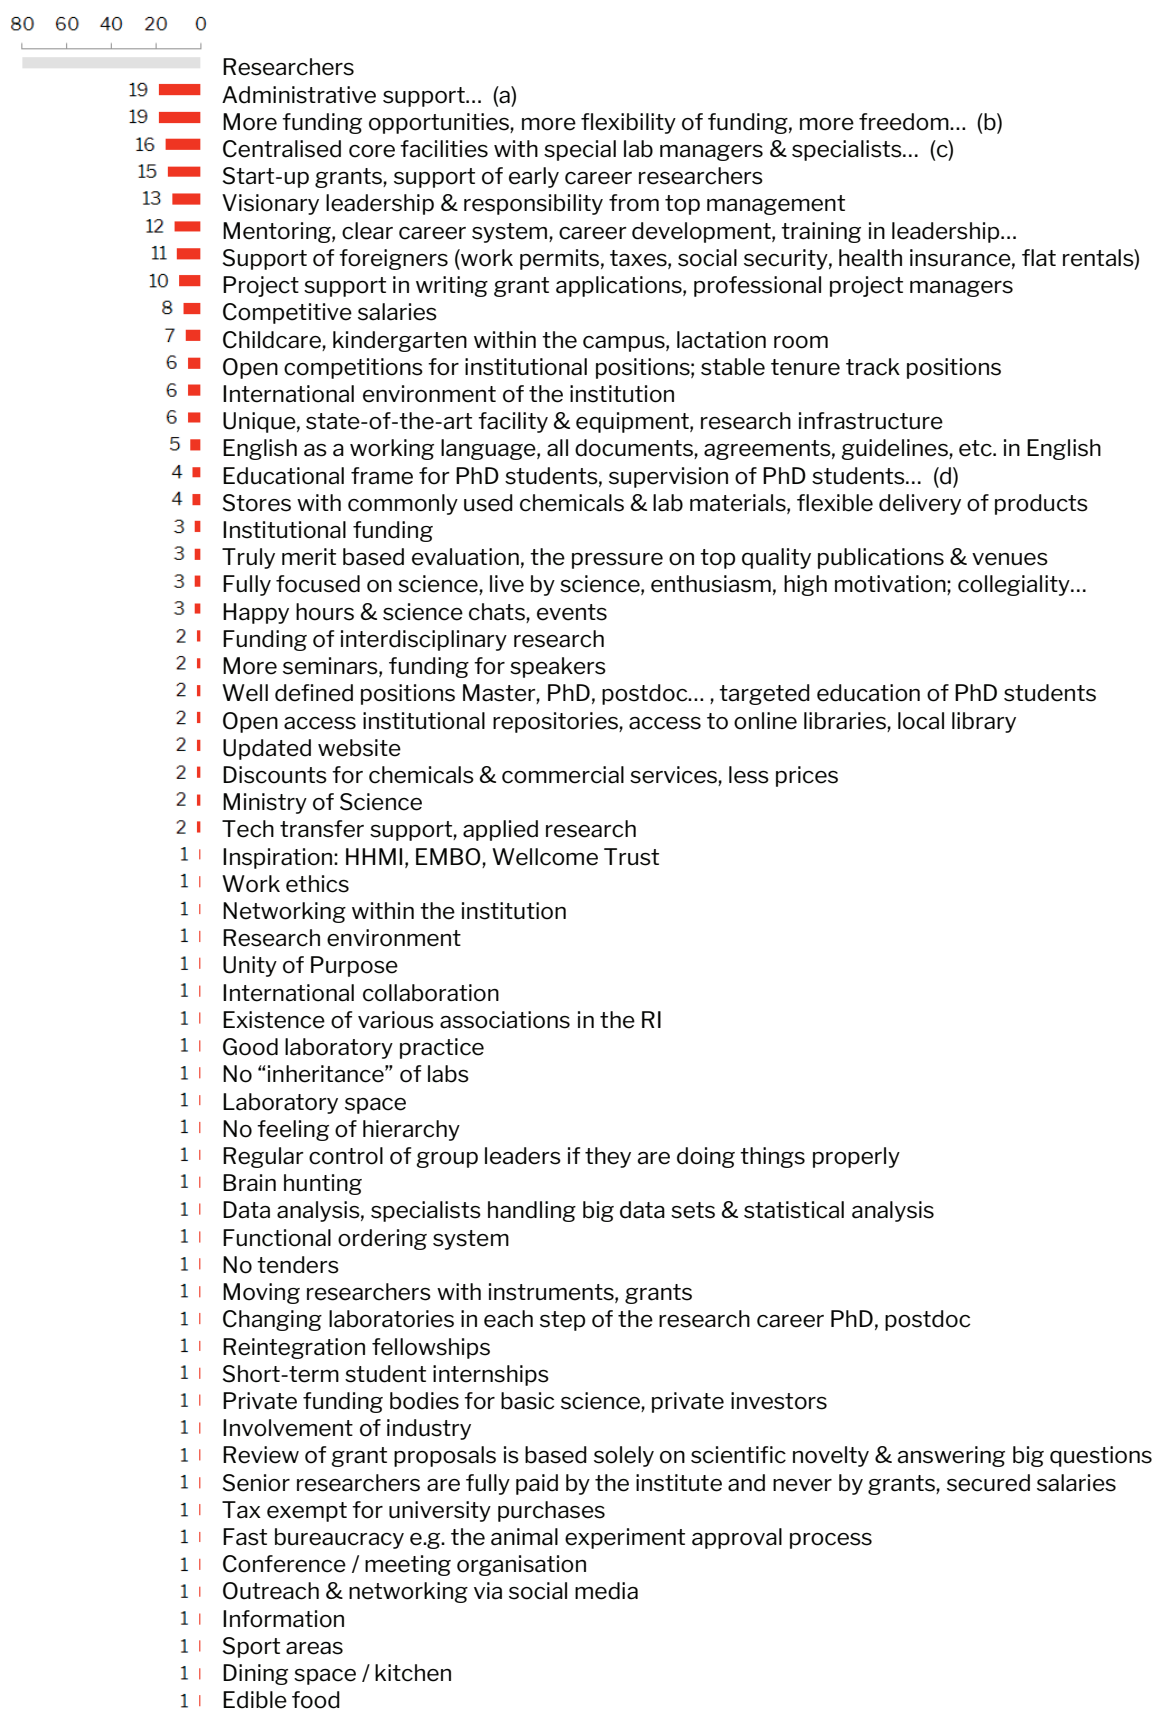 80 60 40 20 0
Researchers
19 Administrative support... (a)
19 More funding opportunities, more flexibility of funding, more freedom... (b)
16 Centralised core facilities with special lab managers & specialists... (c)
15 Start-up grants, support of early career researchers
13 Visionary leadership & responsibility from top management
12 Mentoring, clear career system, career development, training in leadership...
11 Support of foreigners (work permits, taxes, social security, health insurance, flat rentals)
10 Project support in writing grant applications, professional project managers
8 Competitive salaries
7 Childcare, kindergarten within the campus, lactation room
6 Open competitions for institutional positions; stable tenure track positions
6 International environment of the institution
6 Unique, state-of-the-art facility & equipment, research infrastructure
5 English as a working language, all documents, agreements, guidelines, etc. in English
4 Educational frame for PhD students, supervision of PhD students... (d)
4 Stores with commonly used chemicals & lab materials, flexible delivery of products
3 Institutional funding
3 Truly merit based evaluation, the pressure on top quality publications & venues
3 Fully focused on science, live by science, enthusiasm, high motivation; collegiality...
3 Happy hours & science chats, events
2 Funding of interdisciplinary research
2 More seminars, funding for speakers
2 Well defined positions Master, PhD, postdoc... , targeted education of PhD students
2 Open access institutional repositories, access to online libraries, local library
2 Updated website
2 Discounts for chemicals & commercial services, less prices
2 Ministry of Science
2 Tech transfer support, applied research
1 Inspiration: HHMI, EMBO, Wellcome Trust
1 Work ethics
1 Networking within the institution
1 Research environment
1 Unity of Purpose
1 International collaboration
1 Existence of various associations in the RI
1 Good laboratory practice
1 No “inheritance” of labs
1 Laboratory space
1 No feeling of hierarchy
1 Regular control of group leaders if they are doing things properly
1 Brain hunting
1 Data analysis, specialists handling big data sets & statistical analysis
1 Functional ordering system
1 No tenders
1 Moving researchers with instruments, grants
1 Changing laboratories in each step of the research career PhD, postdoc
1 Reintegration fellowships
1 Short-term student internships
1 Private funding bodies for basic science, private investors
1 Involvement of industry
1 Review of grant proposals is based solely on scientific novelty & answering big questions
1 Senior researchers are fully paid by the institute and never by grants, secured salaries
1 Tax exempt for university purchases
1 Fast bureaucracy e.g. the animal experiment approval process
1 Conference / meeting organisation
1 Outreach & networking via social media
1 Information
1 Sport areas
1 Dining space / kitchen
1 Edible food